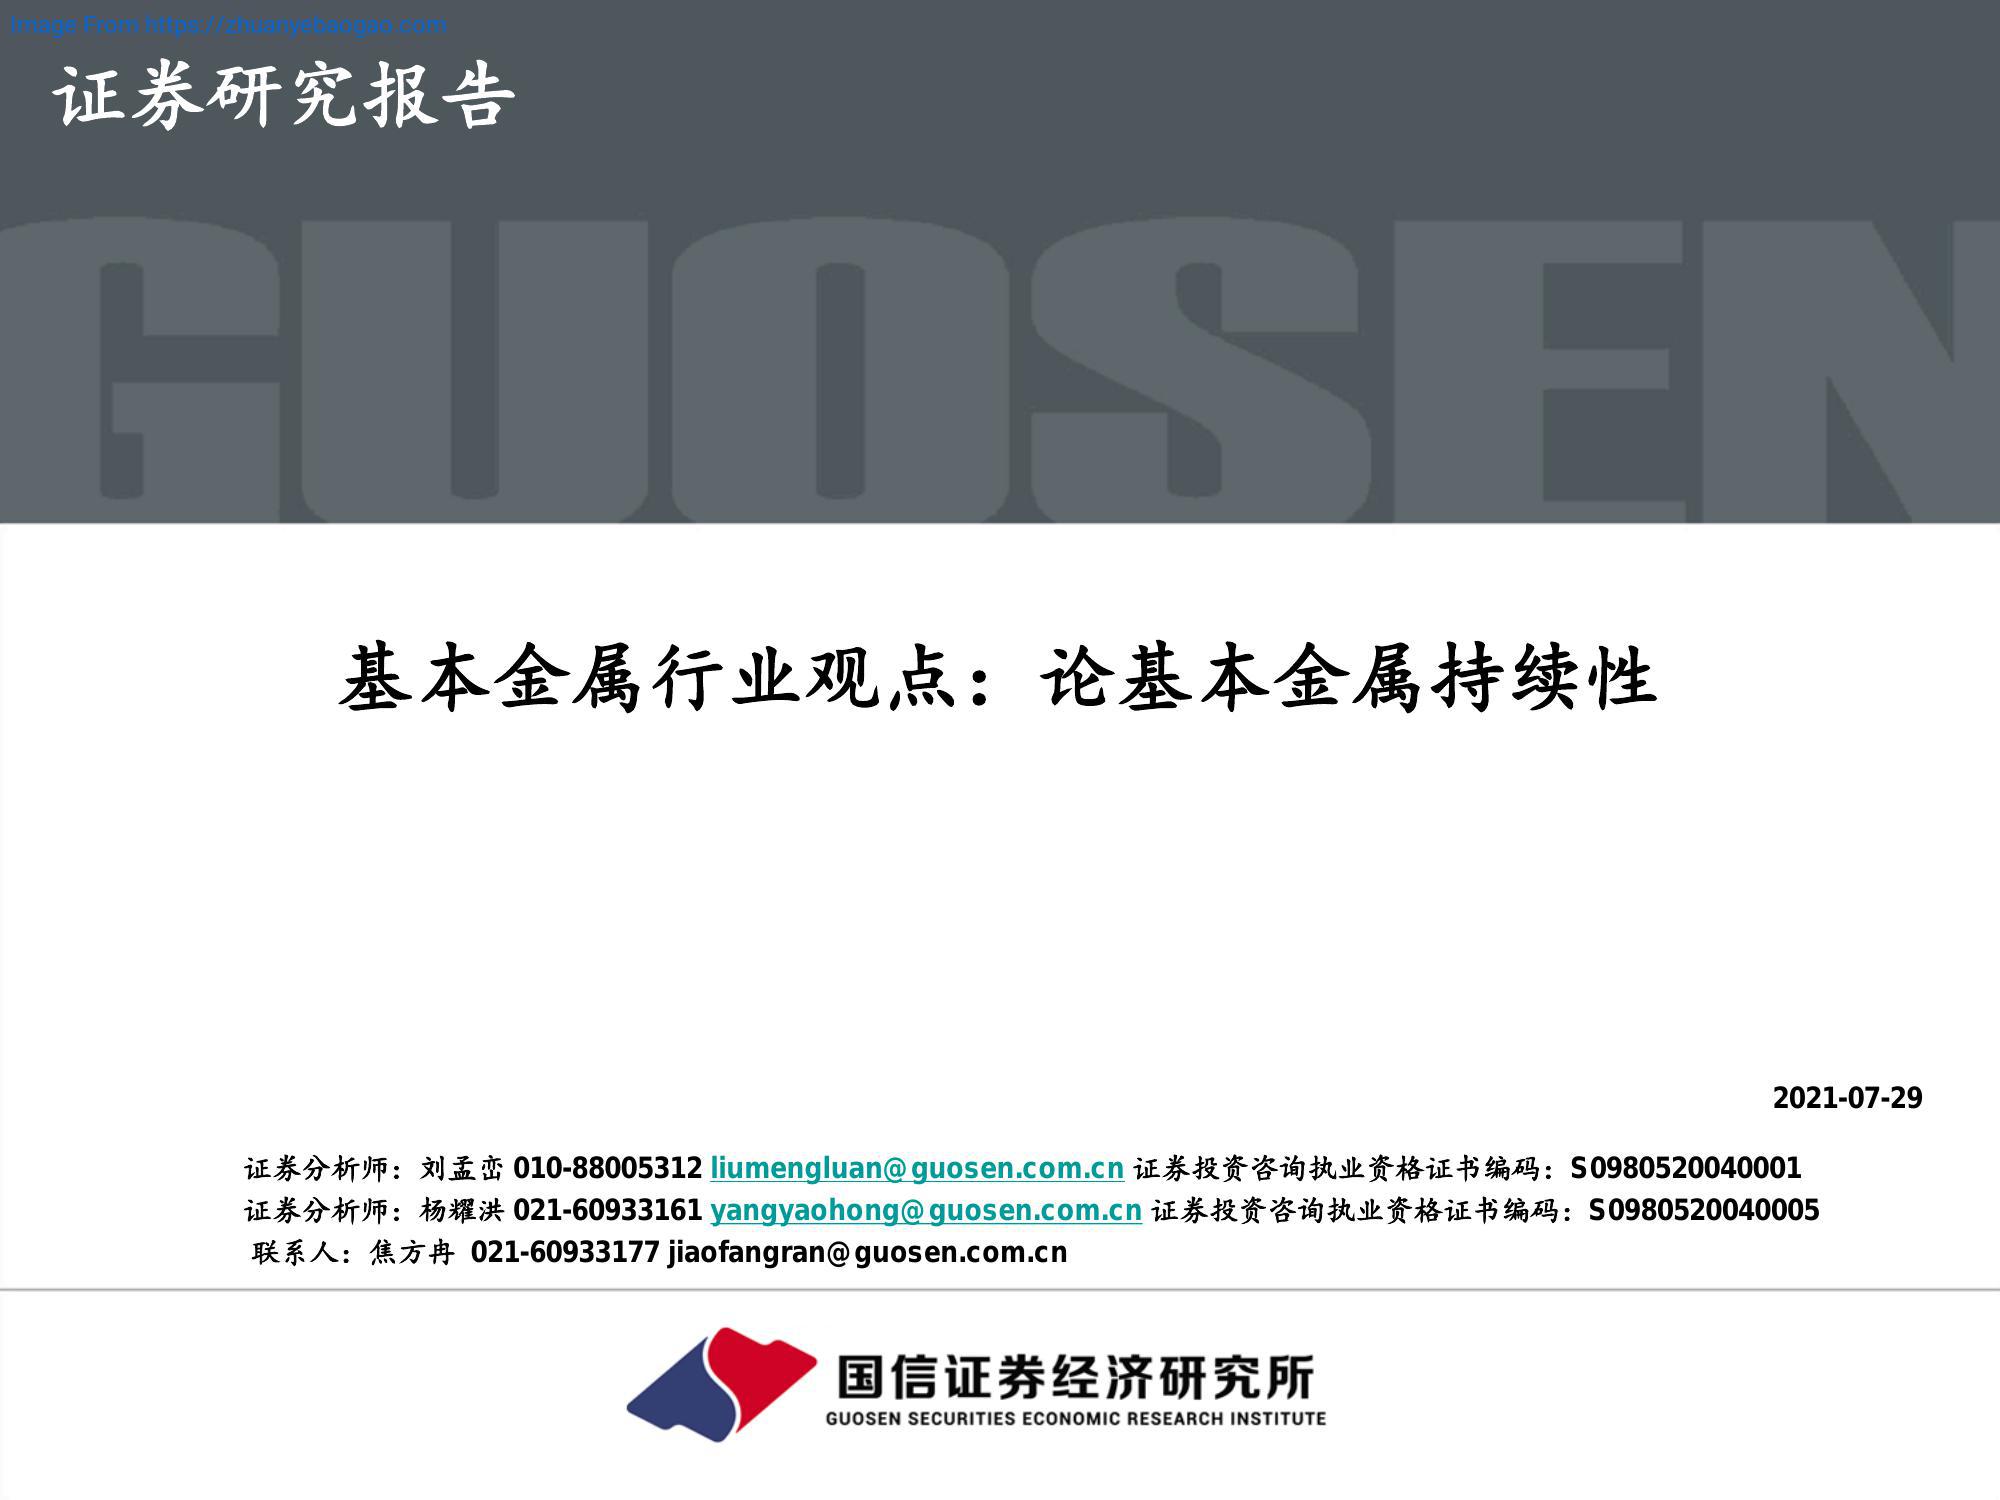 Image From https://zhuanyebaogao.com
证券研究报告
GUOSEN
基本金属行业观点：论基本金属持续性
2021-07-29
证券分析师：刘孟峦 010-88005312 liumengluan@guosen.com.cn 证券投资咨询执业资格证书编码：S0980520040001
证券分析师：杨耀洪 021-60933161 yangyaohong@guosen.com.cn 证券投资咨询执业资格证书编码：S0980520040005
联系人：焦方冉 021-60933177 jiaofangran@guosen.com.cn
国信证券经济研究所
GUOSEN SECURITIES ECONOMIC RESEARCH INSTITUTE